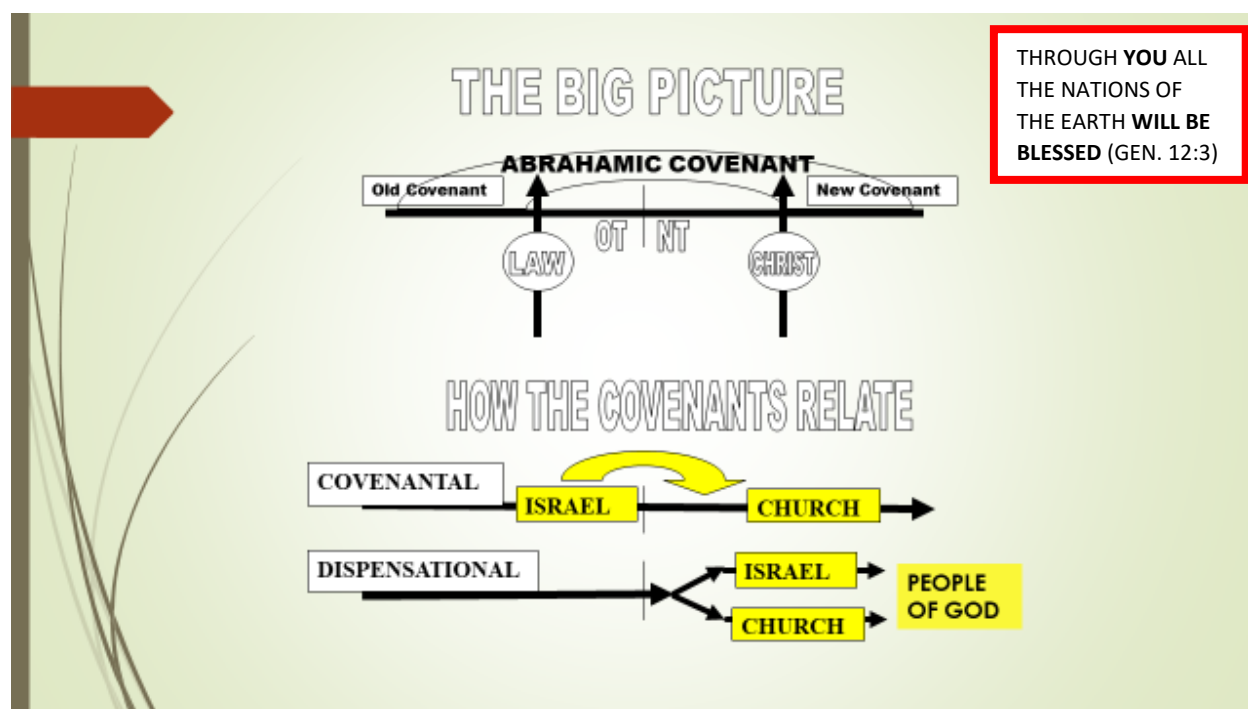 THE BIG PICTURE
THROUGH YOU ALL
THE NATIONS OF
THE EARTH WILL BE
BLESSED (GEN. 12:3)
ABRAHAMIC COVENANT
Old Covenant
New Covenant
OT NT
LAW
CHRIST
HOW THE COVENANTS RELATE
COVENANTAL
ISRAEL
CHURCH
DISPENSATIONAL
ISRAEL
CHURCH
PEOPLE
OF GOD